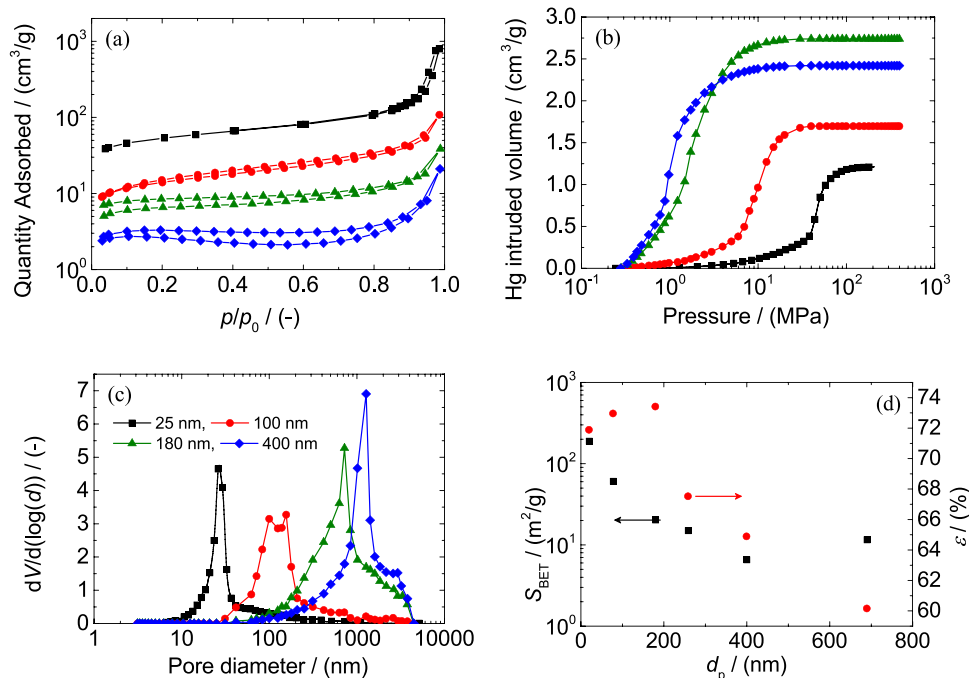 (a)
Quantity Adsorbed / (cm³/g)
10³
10²
10¹
10⁰
0.0 0.2 0.4 0.6 0.8 1.0
p/p₀ / (-)
(b)
Hg intruded volume / (cm³/g)
3.0
2.5
2.0
1.5
1.0
0.5
0.0
10⁻¹ 10⁰ 10¹ 10² 10³
Pressure / (MPa)
(c)
dV/d(log(d)) / (-)
7
6
5
4
3
2
1
0
25 nm, 100 nm
180 nm, 400 nm
1 10 100 1000 10000
Pore diameter / (nm)
(d)
S_BET / (m²/g)
10³
10²
10¹
10⁰
74
72
70
68
66
64
62
60
ε / (%)
0 200 400 600 800
dₚ / (nm)